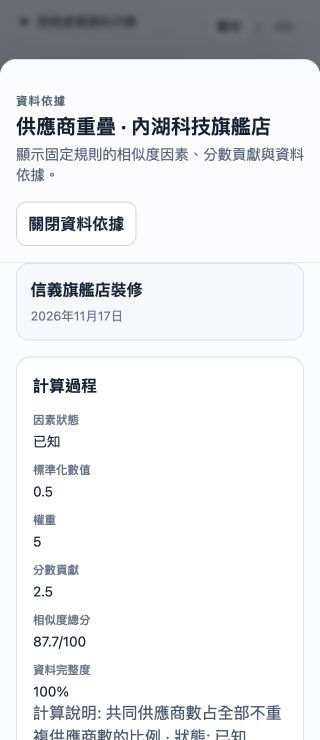 資料依據
供應商重疊 · 內湖科技旗艦店
顯示固定規則的相似度因素、分數貢獻與資料
依據。
關閉資料依據
信義旗艦店裝修
2026年11月17日
計算過程
因素狀態
已知
標準化數值
0.5
權重
5
分數貢獻
2.5
相似度總分
87.7/100
資料完整度
100%
計算說明: 共同供應商數占全部不重
複供應商數的比例 · 狀態: 已知